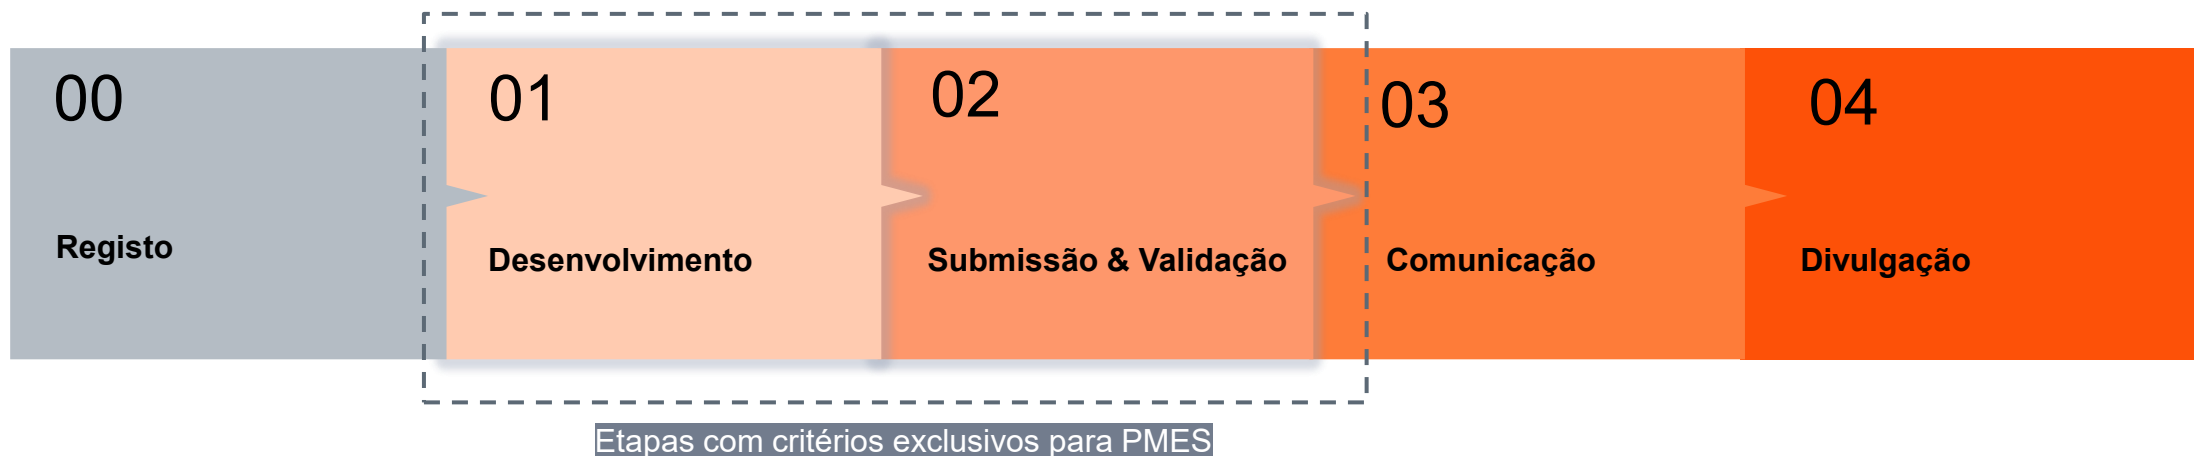 00
01
02
03
04
Registo
Desenvolvimento
Submissão & Validação
Comunicação
Divulgação
Etapas com critérios exclusivos para PMES